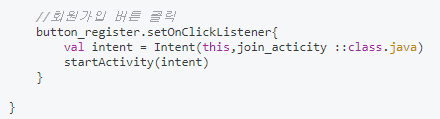 //회원가입 버튼 클릭
button_register.setOnClickListener{
val intent = Intent(this,join_acticity ::class.java)
startActivity(intent)
}
}